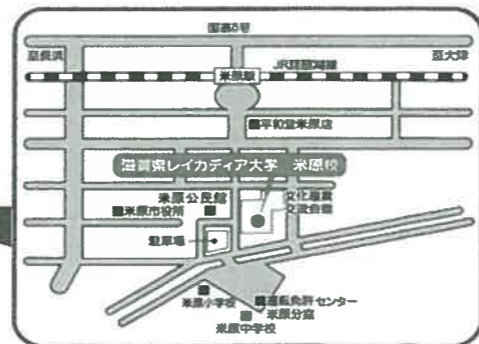 国道8号
至長浜
JR琵琶湖線
至大津
米原駅
平和堂米原店
滋賀県レイカディア大学 米原校
米原公民館
米原市役所
文化産業
交流会館
駐車場
米原小学校
運転免許センター
米原分室
米原中学校